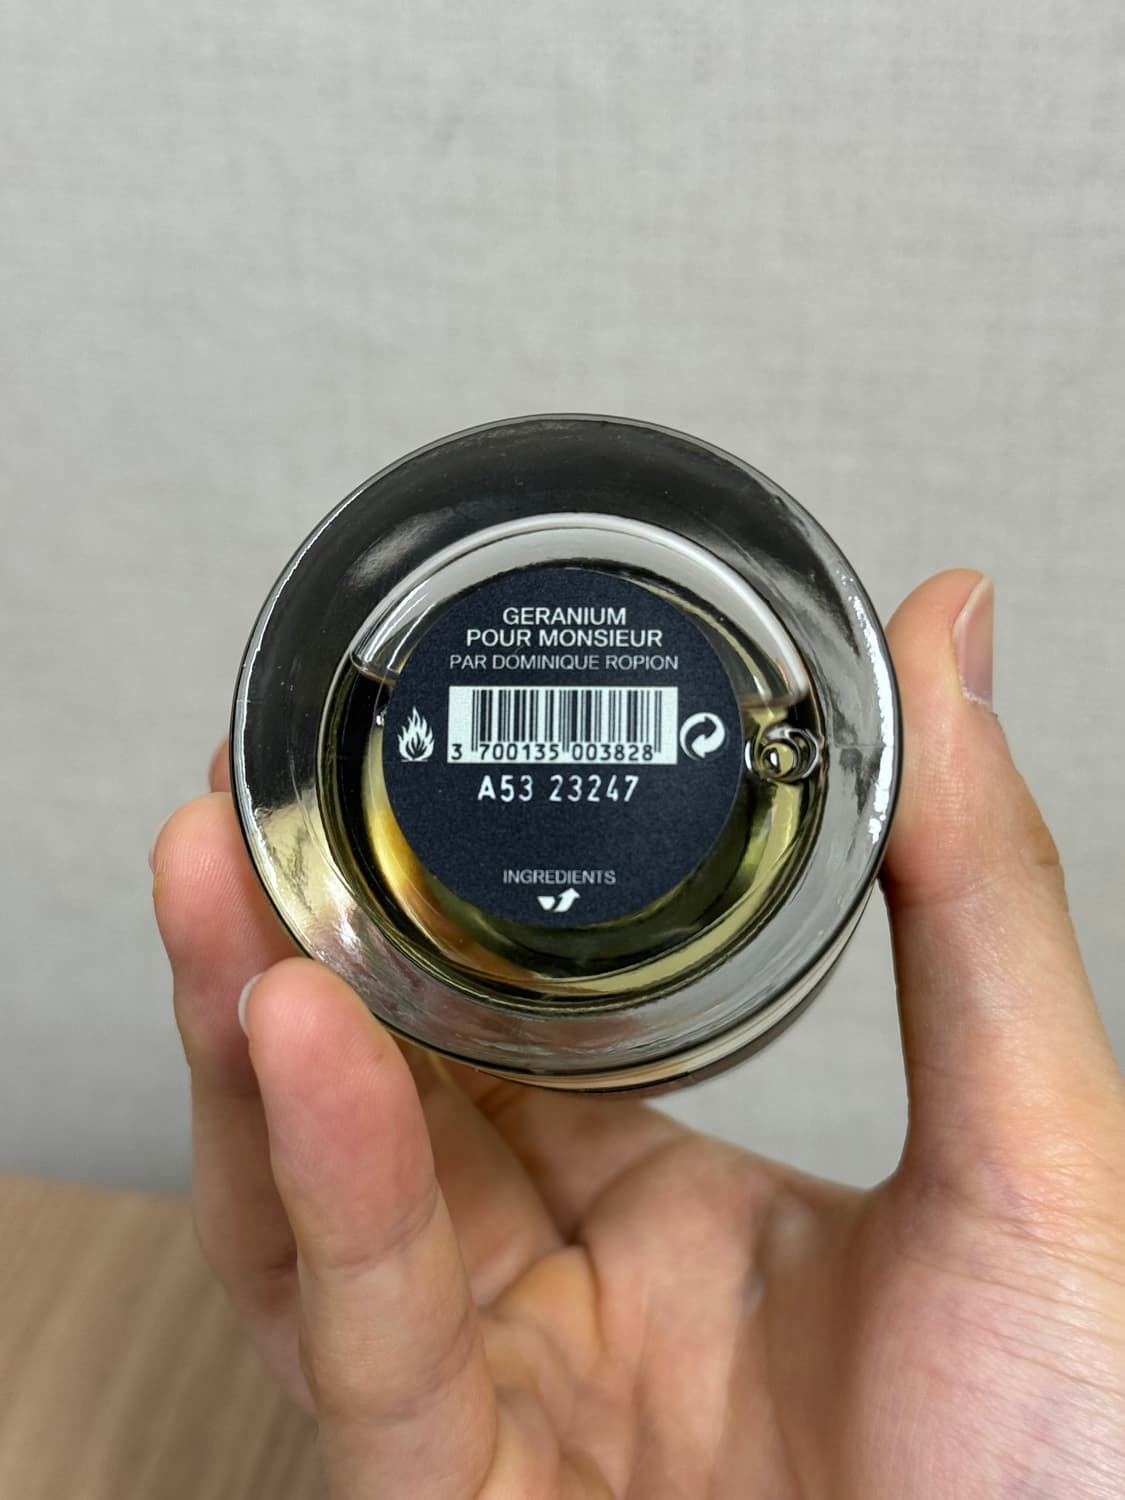 GERANIUM
POUR MONSIEUR
PAR DOMINIQUE ROPION
3 700135 003828
A53 23247
INGREDIENTS